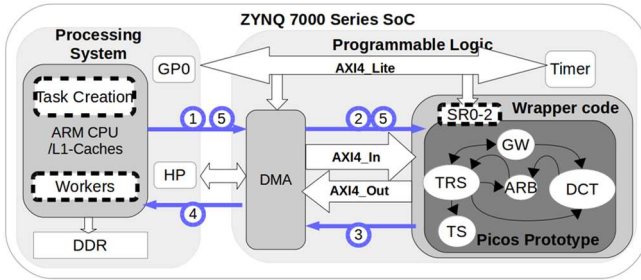 ZYNQ 7000 Series SoC
Processing
System
Programmable Logic
GP0
AXI4_Lite
Timer
Task Creation
ARM CPU
/L1-Caches
Workers
DDR
HP
1 5
4
DMA
2 5
AXI4_In
AXI4_Out
3
Wrapper code
SR0-2
GW
TRS
ARB
DCT
TS
Picos Prototype